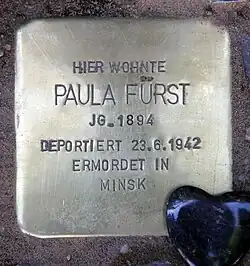 HIER WOHNTE
PAULA FÜRST
JG. 1894
DEPORTIERT 23.6.1942
ERMORDET IN
MINSK